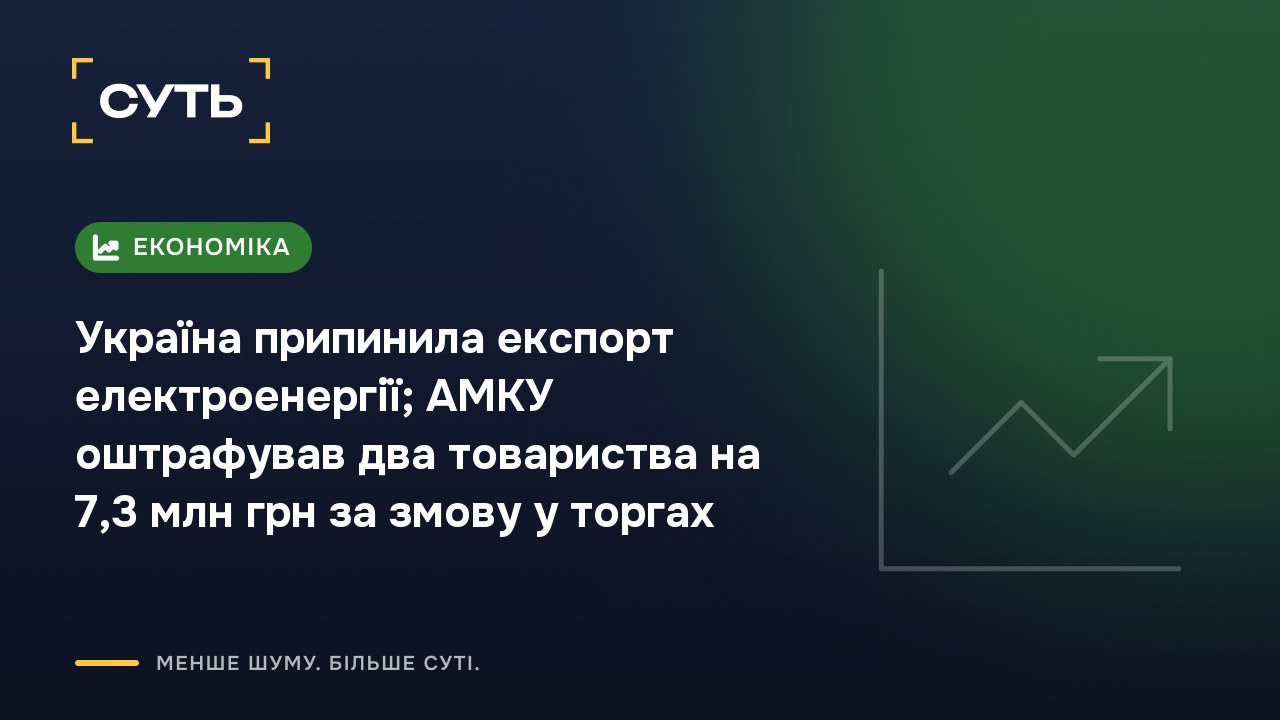 СУТЬ
ЕКОНОМІКА
Україна припинила експорт
електроенергії; АМКУ
оштрафував два товариства на
7,3 млн грн за змову у торгах
МЕНШЕ ШУМУ. БІЛЬШЕ СУТІ.